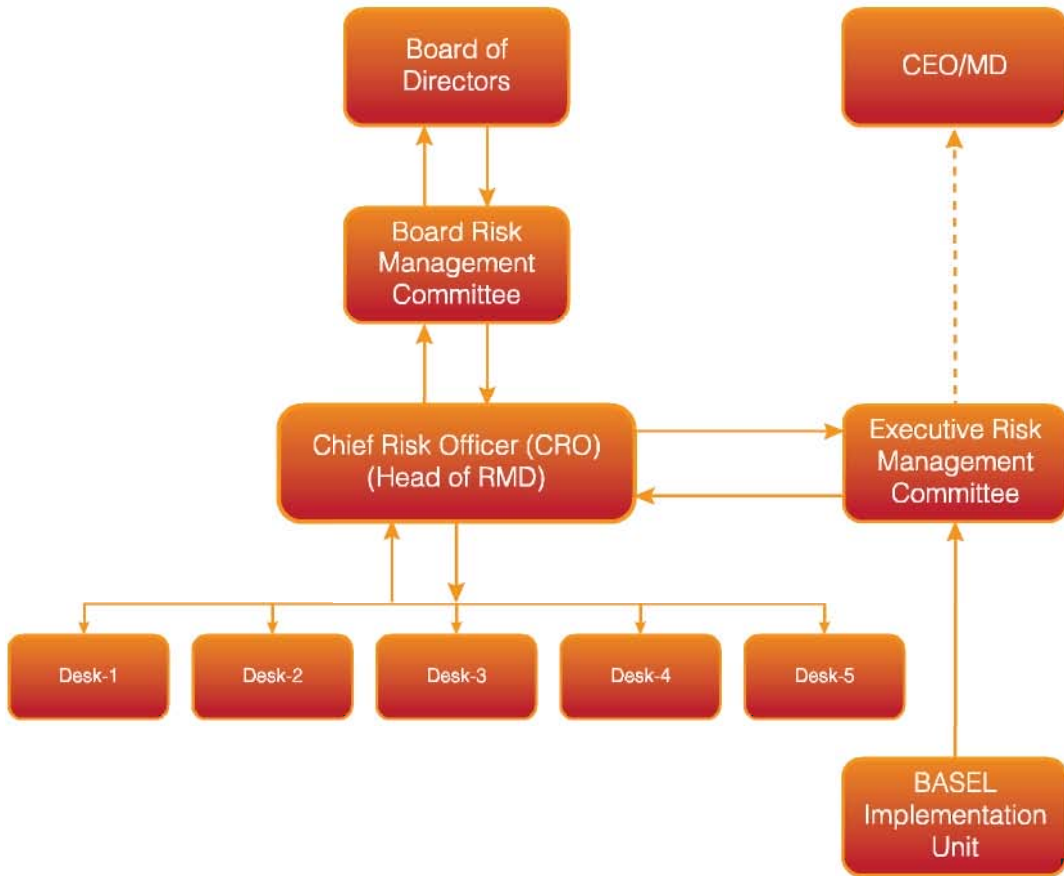 Board of
Directors
CEO/MD
Board Risk
Management
Committee
Chief Risk Officer (CRO)
(Head of RMD)
Executive Risk
Management
Committee
Desk-1
Desk-2
Desk-3
Desk-4
Desk-5
BASEL
Implementation
Unit